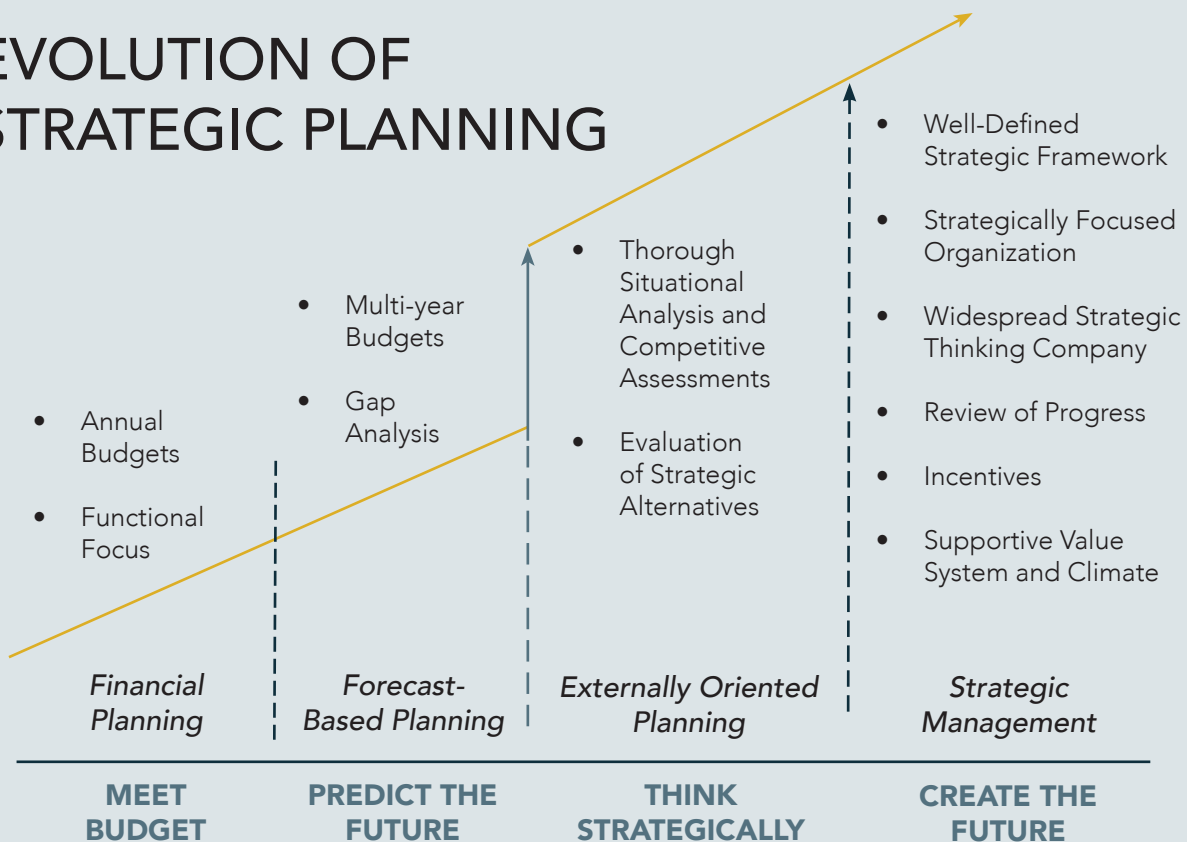 EVOLUTION OF
STRATEGIC PLANNING
• Annual
Budgets
• Functional
Focus
• Multi-year
Budgets
• Gap
Analysis
• Thorough
Situational
Analysis and
Competitive
Assessments
• Evaluation
of Strategic
Alternatives
• Well-Defined
Strategic Framework
• Strategically Focused
Organization
• Widespread Strategic
Thinking Company
• Review of Progress
• Incentives
• Supportive Value
System and Climate
Financial
Planning
Forecast-
Based Planning
Externally Oriented
Planning
Strategic
Management
MEET
BUDGET
PREDICT THE
FUTURE
THINK
STRATEGICALLY
CREATE THE
FUTURE